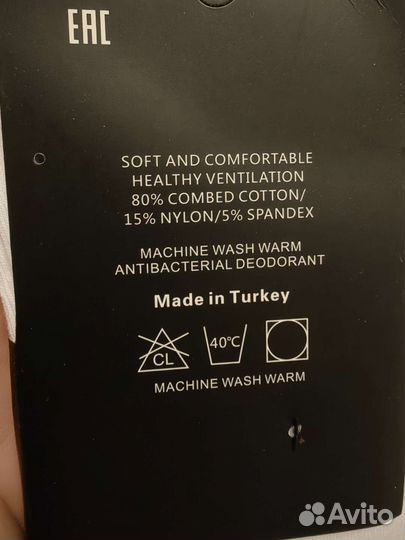 EAC
SOFT AND COMFORTABLE
HEALTHY VENTILATION
80% COMBED COTTON/
15% NYLON/5% SPANDEX
MACHINE WASH WARM
ANTIBACTERIAL DEODORANT
Made in Turkey
CL 40℃
MACHINE WASH WARM
Avito